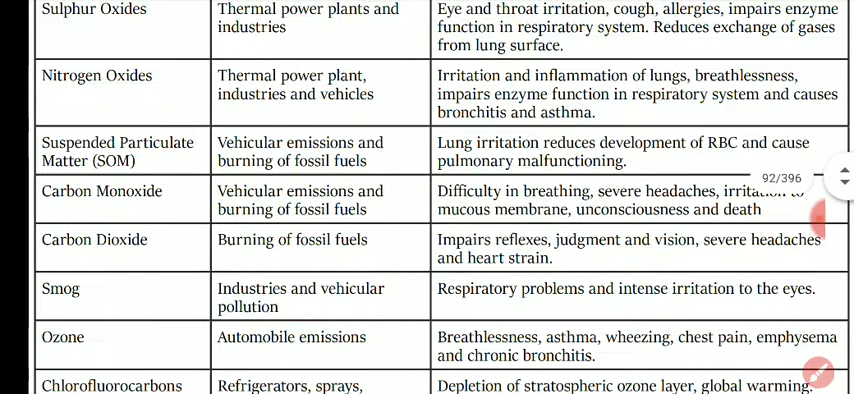 Sulphur Oxides
Thermal power plants and
industries
Eye and throat irritation, cough, allergies, impairs enzyme
function in respiratory system. Reduces exchange of gases
from lung surface.
Nitrogen Oxides
Thermal power plant,
industries and vehicles
Irritation and inflammation of lungs, breathlessness,
impairs enzyme function in respiratory system and causes
bronchitis and asthma.
Suspended Particulate
Matter (SOM)
Vehicular emissions and
burning of fossil fuels
Lung irritation reduces development of RBC and cause
pulmonary malfunctioning.
92/396
Carbon Monoxide
Vehicular emissions and
burning of fossil fuels
Difficulty in breathing, severe headaches, to
mucous membrane, unconsciousness and death
Carbon Dioxide
Burning of fossil fuels
Impairs reflexes, judgment and vision, severe headaches
and heart strain.
Smog
Industries and vehicular
pollution
Respiratory problems and intense irritation to the eyes.
Ozone
Automobile emissions
Breathlessness, asthma, wheezing, chest pain, emphysema
and chronic bronchitis.
Chlorofluorocarbons
Refrigerators, sprays,
Depletion of stratospheric ozone layer, global warming.